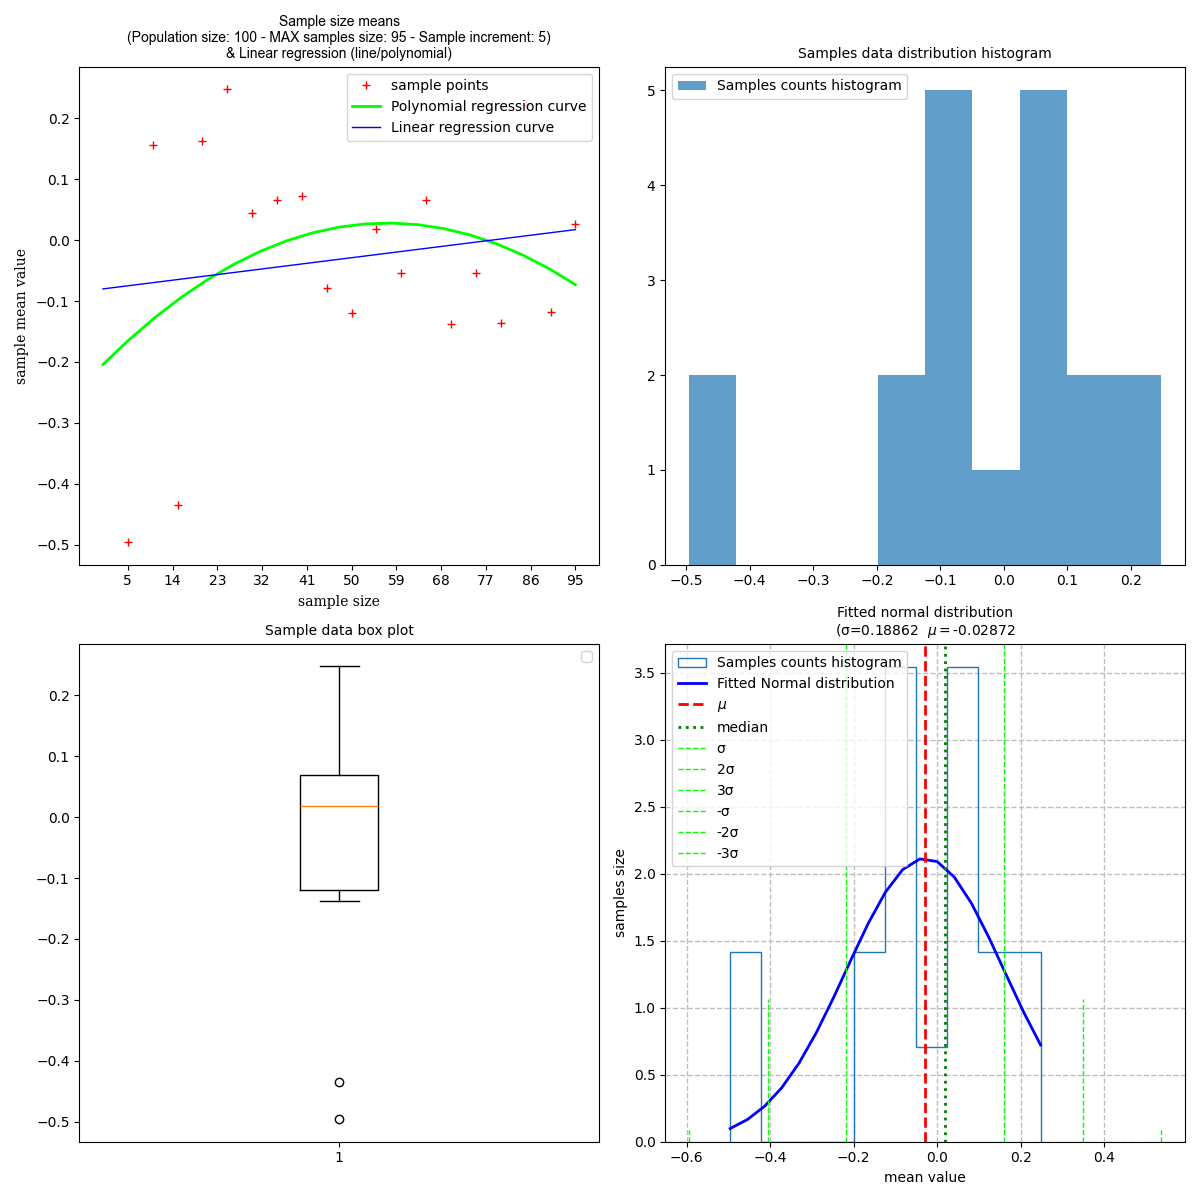 Sample size means
(Population size: 100 - MAX samples size: 95 - Sample increment: 5)
& Linear regression (line/polynomial)
sample points
Polynomial regression curve
Linear regression curve
0.2
0.1
0.0
−0.1
−0.2
−0.3
−0.4
−0.5
sample mean value
5 14 23 32 41 50 59 68 77 86 95
sample size
Samples data distribution histogram
Samples counts histogram
5
4
3
2
1
0
−0.5 −0.4 −0.3 −0.2 −0.1 0.0 0.1 0.2
Sample data box plot
0.2
0.1
0.0
−0.1
−0.2
−0.3
−0.4
−0.5
1
Fitted normal distribution
(σ=0.18862 μ = -0.02872
Samples counts histogram
Fitted Normal distribution
μ
median
σ
2σ
3σ
-σ
-2σ
-3σ
3.5
3.0
2.5
2.0
1.5
1.0
0.5
0.0
samples size
−0.6 −0.4 −0.2 0.0 0.2 0.4
mean value